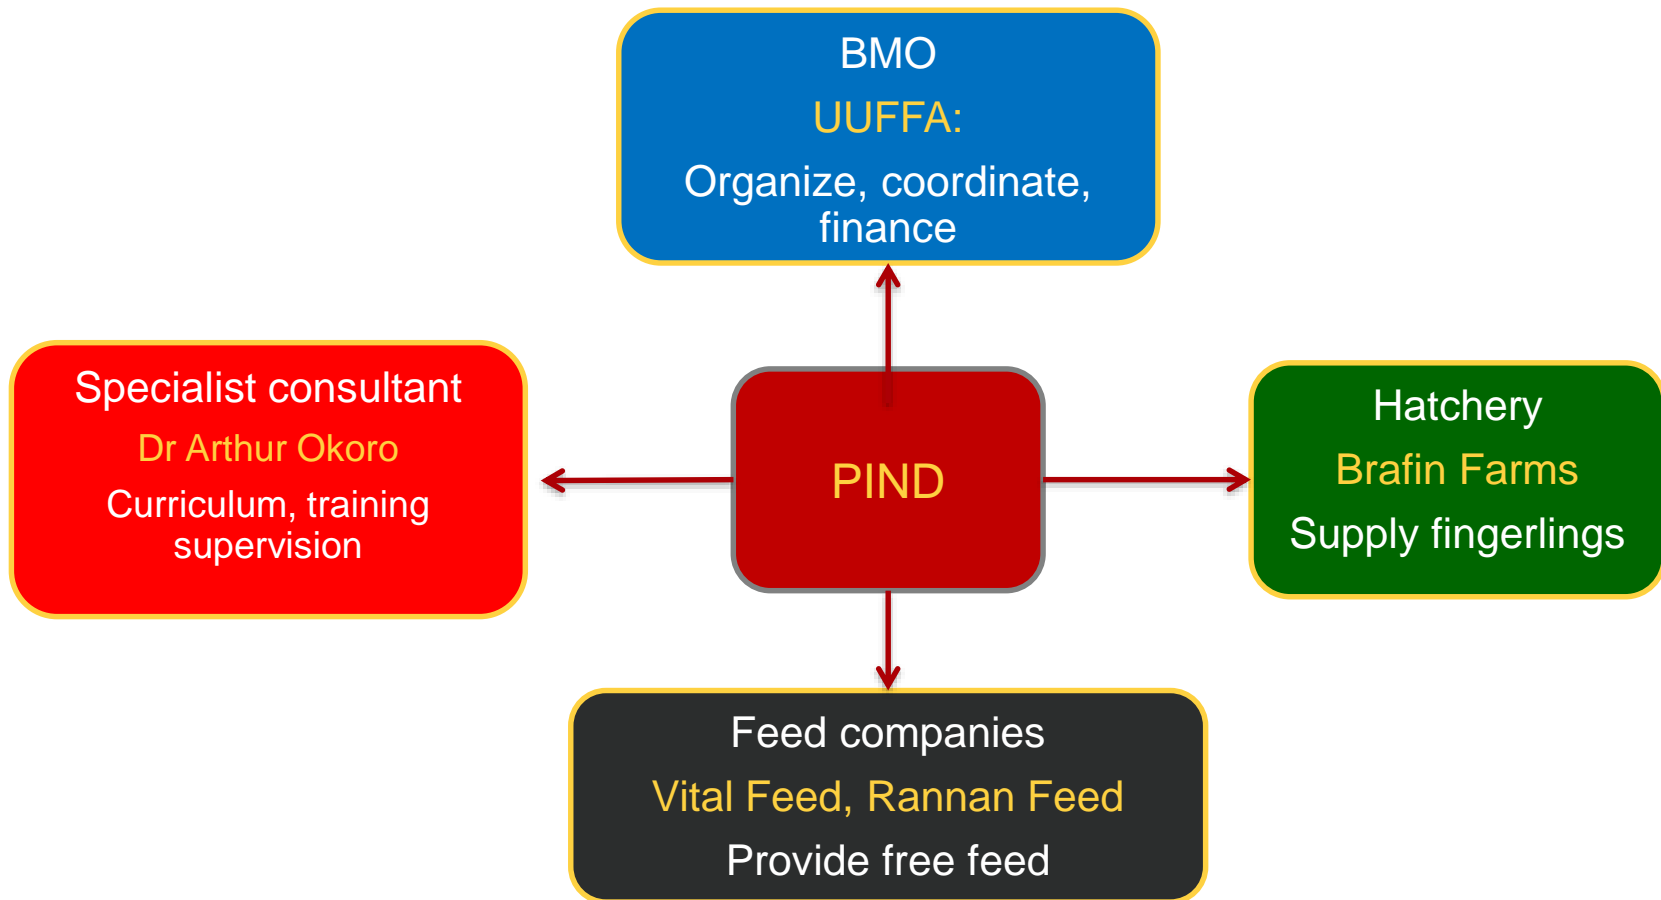 BMO
UUFFA:
Organize, coordinate,
finance
Specialist consultant
Dr Arthur Okoro
Curriculum, training
supervision
PIND
Hatchery
Brafin Farms
Supply fingerlings
Feed companies
Vital Feed, Rannan Feed
Provide free feed